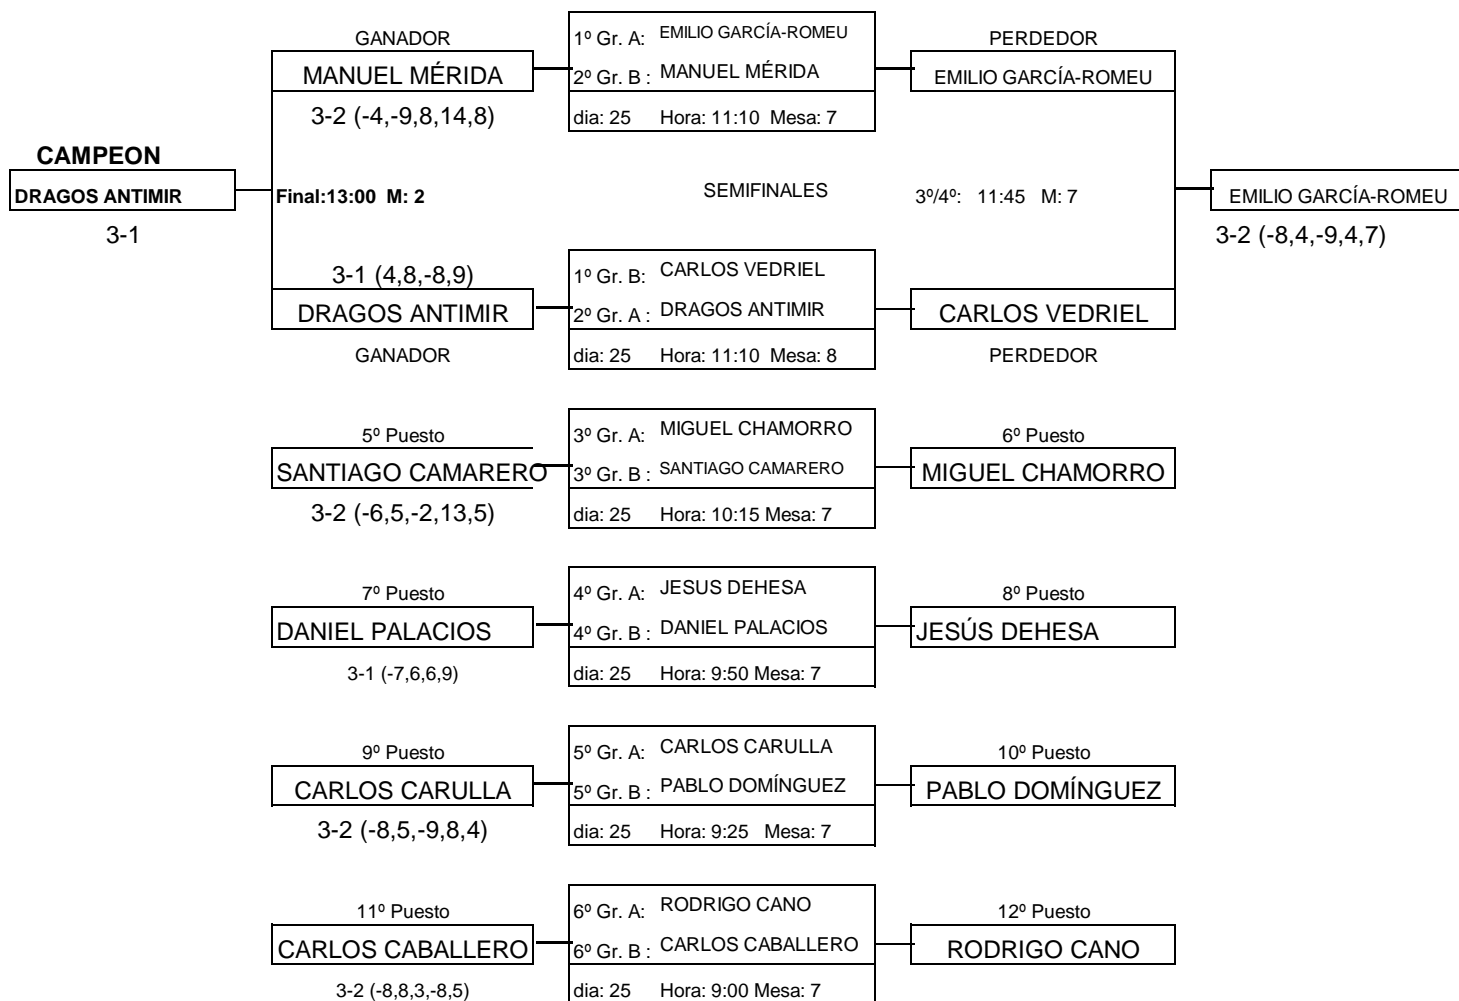 GANADOR
1º Gr. A: EMILIO GARCÍA-ROMEU
PERDEDOR
MANUEL MÉRIDA
2º Gr. B : MANUEL MÉRIDA
EMILIO GARCÍA-ROMEU
3-2 (-4,-9,8,14,8)
dia: 25 Hora: 11:10 Mesa: 7
CAMPEON
DRAGOS ANTIMIR
Final:13:00 M: 2
SEMIFINALES
3º/4º: 11:45 M: 7
EMILIO GARCÍA-ROMEU
3-1
3-2 (-8,4,-9,4,7)
3-1 (4,8,-8,9)
1º Gr. B: CARLOS VEDRIEL
DRAGOS ANTIMIR
2º Gr. A : DRAGOS ANTIMIR
CARLOS VEDRIEL
GANADOR
dia: 25 Hora: 11:10 Mesa: 8
PERDEDOR
5º Puesto
3º Gr. A: MIGUEL CHAMORRO
6º Puesto
SANTIAGO CAMARERO
3º Gr. B : SANTIAGO CAMARERO
MIGUEL CHAMORRO
3-2 (-6,5,-2,13,5)
dia: 25 Hora: 10:15 Mesa: 7
7º Puesto
4º Gr. A: JESUS DEHESA
8º Puesto
DANIEL PALACIOS
4º Gr. B : DANIEL PALACIOS
JESÚS DEHESA
3-1 (-7,6,6,9)
dia: 25 Hora: 9:50 Mesa: 7
9º Puesto
5º Gr. A: CARLOS CARULLA
10º Puesto
CARLOS CARULLA
5º Gr. B : PABLO DOMÍNGUEZ
PABLO DOMÍNGUEZ
3-2 (-8,5,-9,8,4)
dia: 25 Hora: 9:25 Mesa: 7
11º Puesto
6º Gr. A: RODRIGO CANO
12º Puesto
CARLOS CABALLERO
6º Gr. B : CARLOS CABALLERO
RODRIGO CANO
3-2 (-8,8,3,-8,5)
dia: 25 Hora: 9:00 Mesa: 7